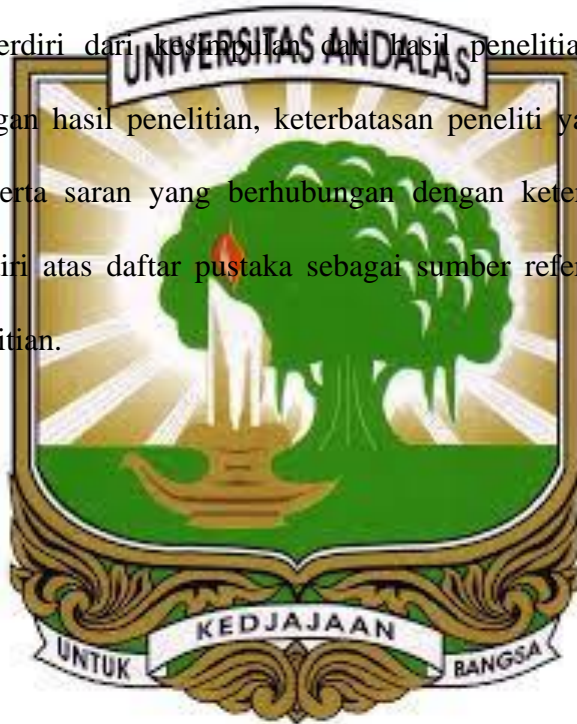 UNIVERSITAS ANDALAS
erdiri dari kesimpulan dari hasil penelitia
gan hasil penelitian, keterbatasan peneliti ya
erta saran yang berhubungan dengan keter
iri atas daftar pustaka sebagai sumber refer
itian.
KEDJAJAAN
UNTUK BANGSA